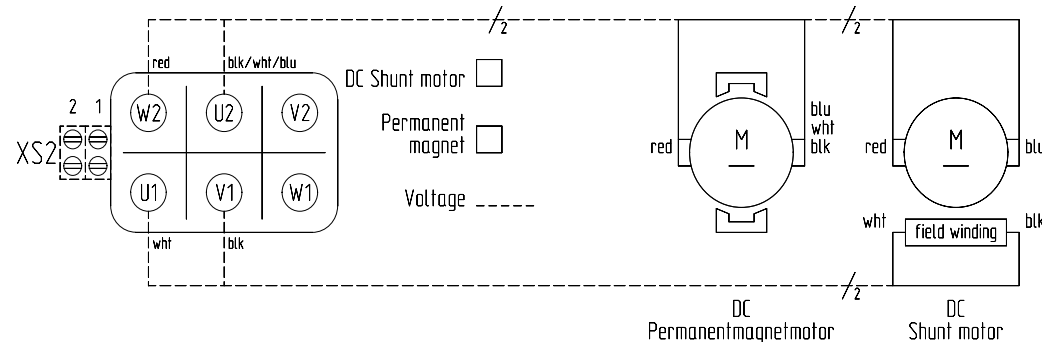 2
2
red
blk/wht/blu
DC Shunt motor
2 1
W2
U2
V2
Permanent
magnet
blu
wht
blk
M
M
XS2
red
red
blu
U1
V1
W1
Voltage
wht
blk
wht
field winding
blk
2
DC
Permanentmagnetmotor
DC
Shunt motor